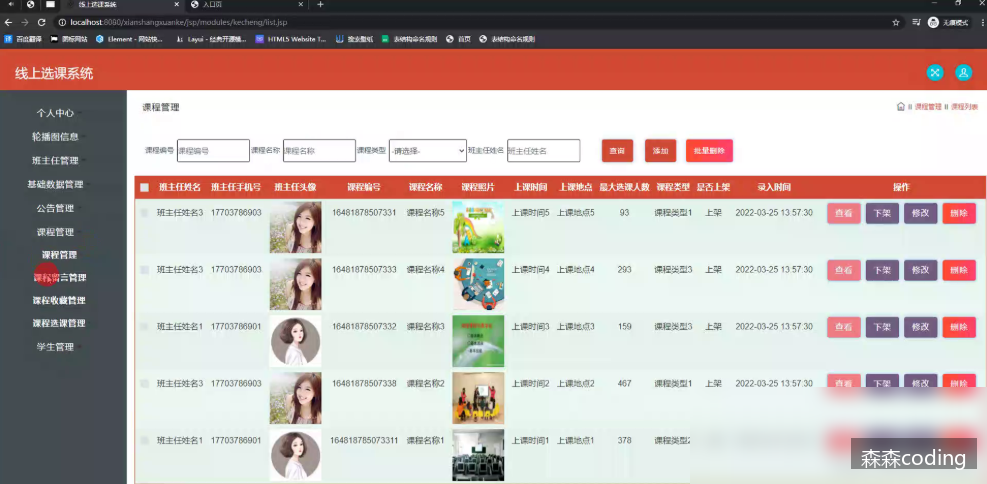 线上选课系统
入口页
localhost:8080/xianshangxuanke/jsp/modules/kecheng/list.jsp
无痕模式
百度翻译 图标网站 Element - 网站快... Layui - 经典开源模... HTML5 Website T... 搜索壁纸 表结构命名规则 首页 表结构命名规则
线上选课系统
个人中心
轮播图信息
班主任管理
基础数据管理
公告管理
课程管理
课程管理
课程留言管理
课程收藏管理
课程选课管理
学生管理
课程管理
课程管理 课程列表
课程编号 课程编号 课程名称 课程名称 课程类型 -请选择- 班主任姓名 班主任姓名 查询 添加 批量删除
班主任姓名 班主任手机号 班主任头像 课程编号 课程名称 课程照片 上课时间 上课地点 最大选课人数 课程类型 是否上架 录入时间 操作
班主任姓名3 17703786903 16481878507331 课程名称5 上课时间5 上课地点5 93 课程类型1 上架 2022-03-25 13:57:30 查看 下架 修改 删除
班主任姓名3 17703786903 16481878507333 课程名称4 上课时间4 上课地点4 293 课程类型3 上架 2022-03-25 13:57:30 查看 下架 修改 删除
班主任姓名1 17703786901 16481878507332 课程名称3 上课时间3 上课地点3 159 课程类型3 上架 2022-03-25 13:57:30 查看 下架 修改 删除
班主任姓名3 17703786903 16481878507338 课程名称2 上课时间2 上课地点2 467 课程类型1 上架 2022-03-25 13:57:30 查看 下架 修改 删除
班主任姓名1 17703786901 164818785073311 课程名称1 上课时间1 上课地点1 378 课程类型2
森森coding